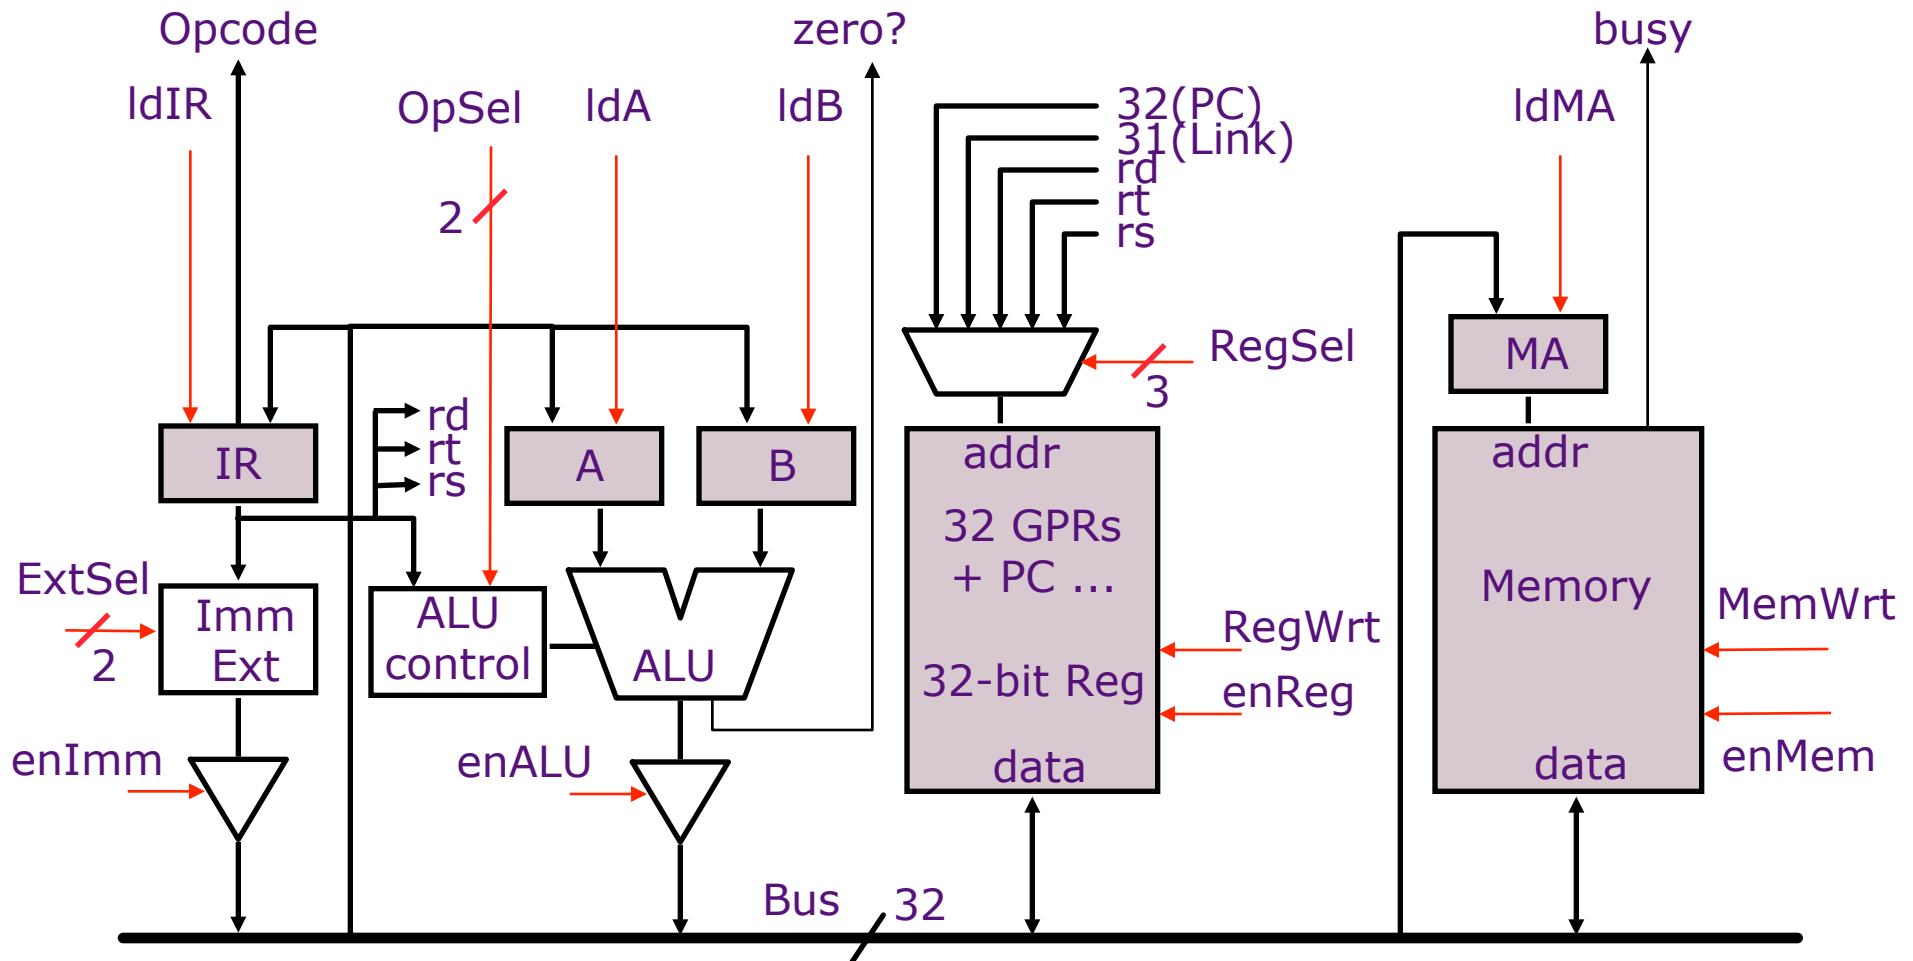 Opcode
zero?
busy
ldIR
OpSel
ldA
ldB
32(PC)
31(Link)
rd
rt
rs
ldMA
2
RegSel
3
MA
rd
rt
rs
IR
A
B
addr
addr
32 GPRs
+ PC ...
ExtSel
2
Imm
Ext
ALU
control
ALU
Memory
RegWrt
MemWrt
32-bit Reg
enReg
enImm
enALU
data
data
enMem
Bus
32